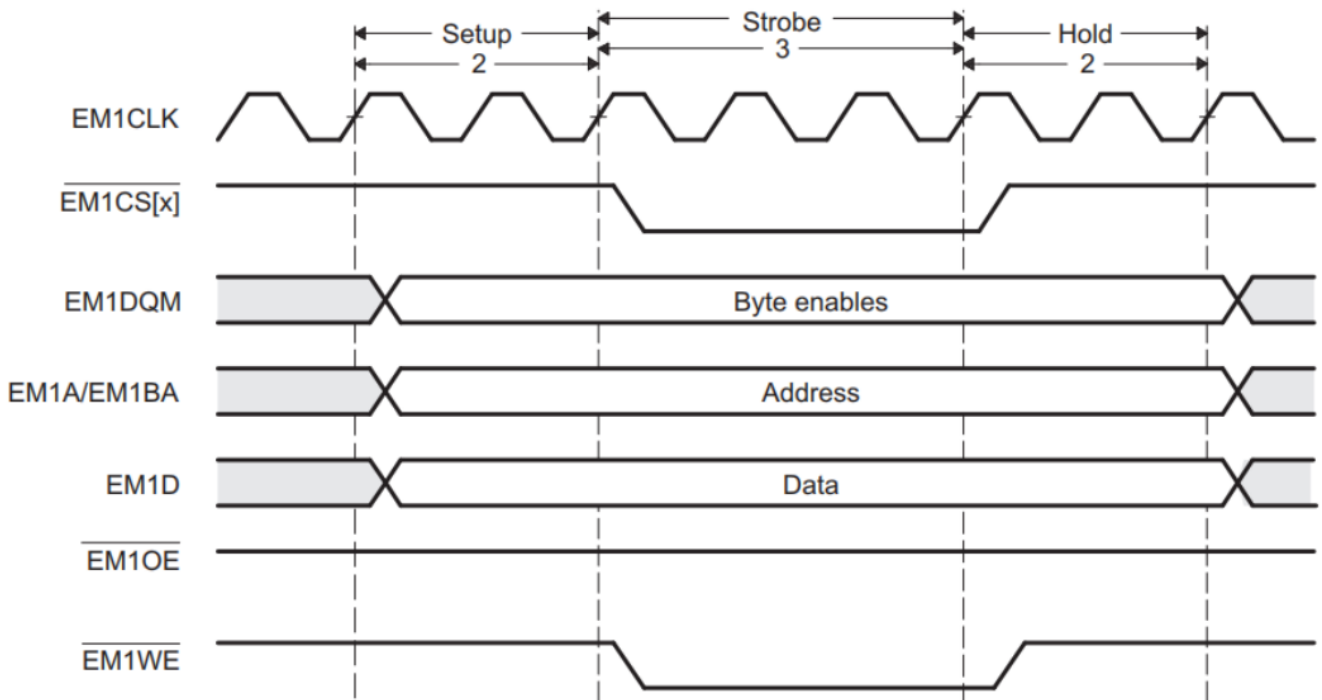 Setup
2
Strobe
3
Hold
2
EM1CLK
EM1CS[x]
EM1DQM
Byte enables
EM1A/EM1BA
Address
EM1D
Data
EM1OE
EM1WE